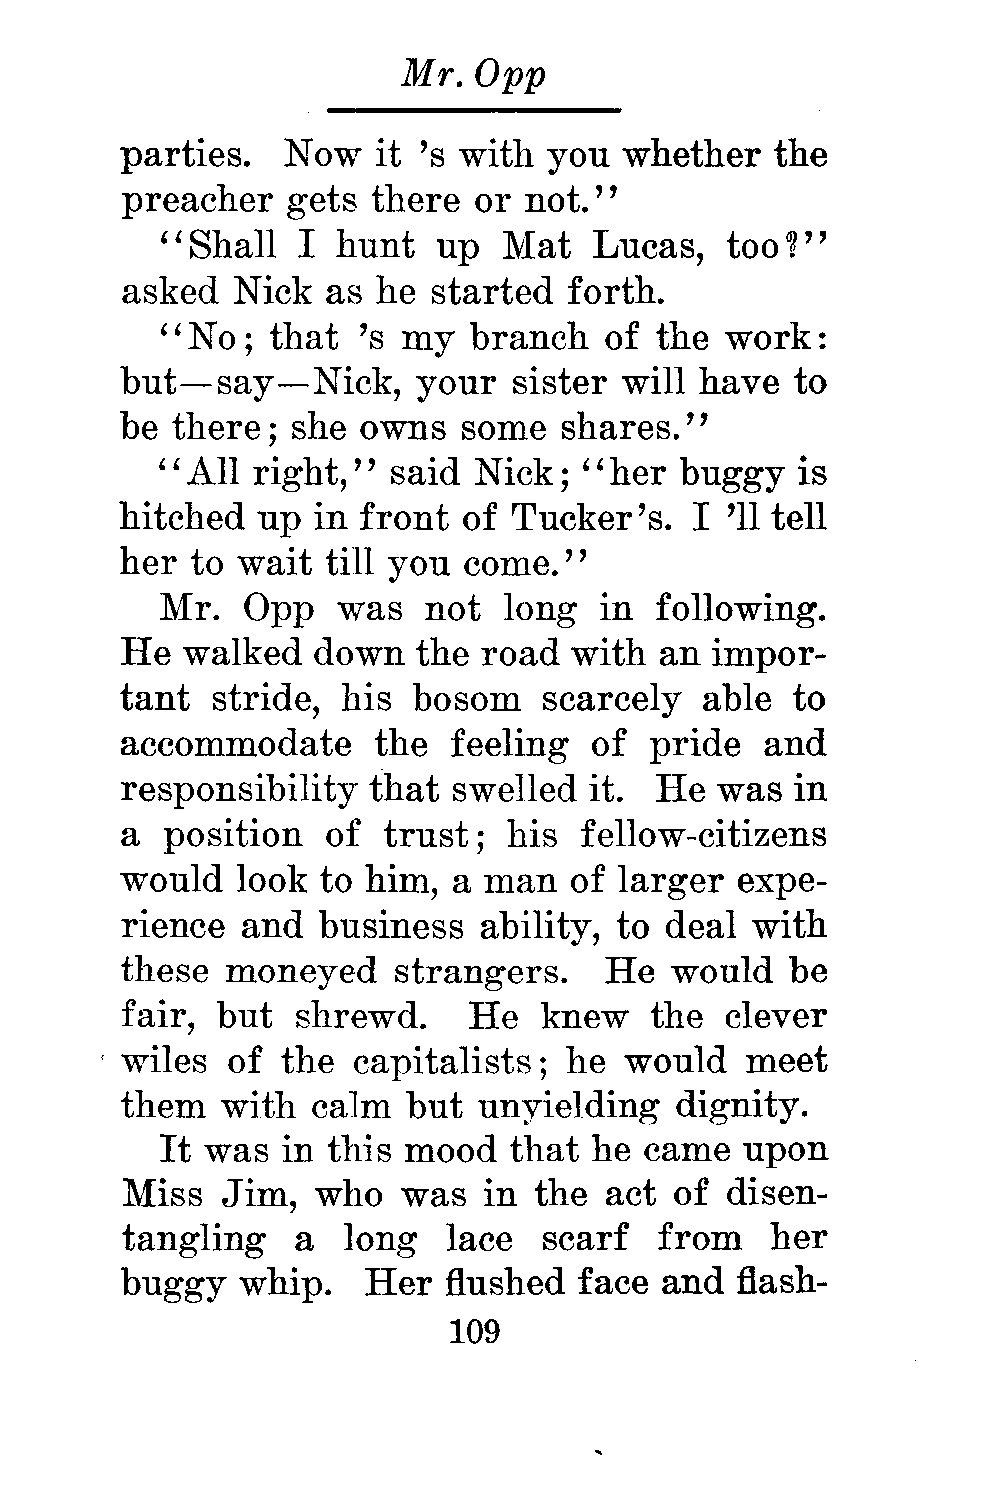 Mr. Opp
parties. Now it 's with you whether the
preacher gets there or not."
"Shall I hunt up Mat Lucas, too?"
asked Nick as he started forth.
"No; that 's my branch of the work:
but—say—Nick, your sister will have to
be there; she owns some shares."
"All right," said Nick; "her buggy is
hitched up in front of Tucker's. I 'll tell
her to wait till you come."
Mr. Opp was not long in following.
He walked down the road with an impor-
tant stride, his bosom scarcely able to
accommodate the feeling of pride and
responsibility that swelled it. He was in
a position of trust; his fellow-citizens
would look to him, a man of larger expe-
rience and business ability, to deal with
these moneyed strangers. He would be
fair, but shrewd. He knew the clever
wiles of the capitalists; he would meet
them with calm but unyielding dignity.
It was in this mood that he came upon
Miss Jim, who was in the act of disen-
tangling a long lace scarf from her
buggy whip. Her flushed face and flash-
109